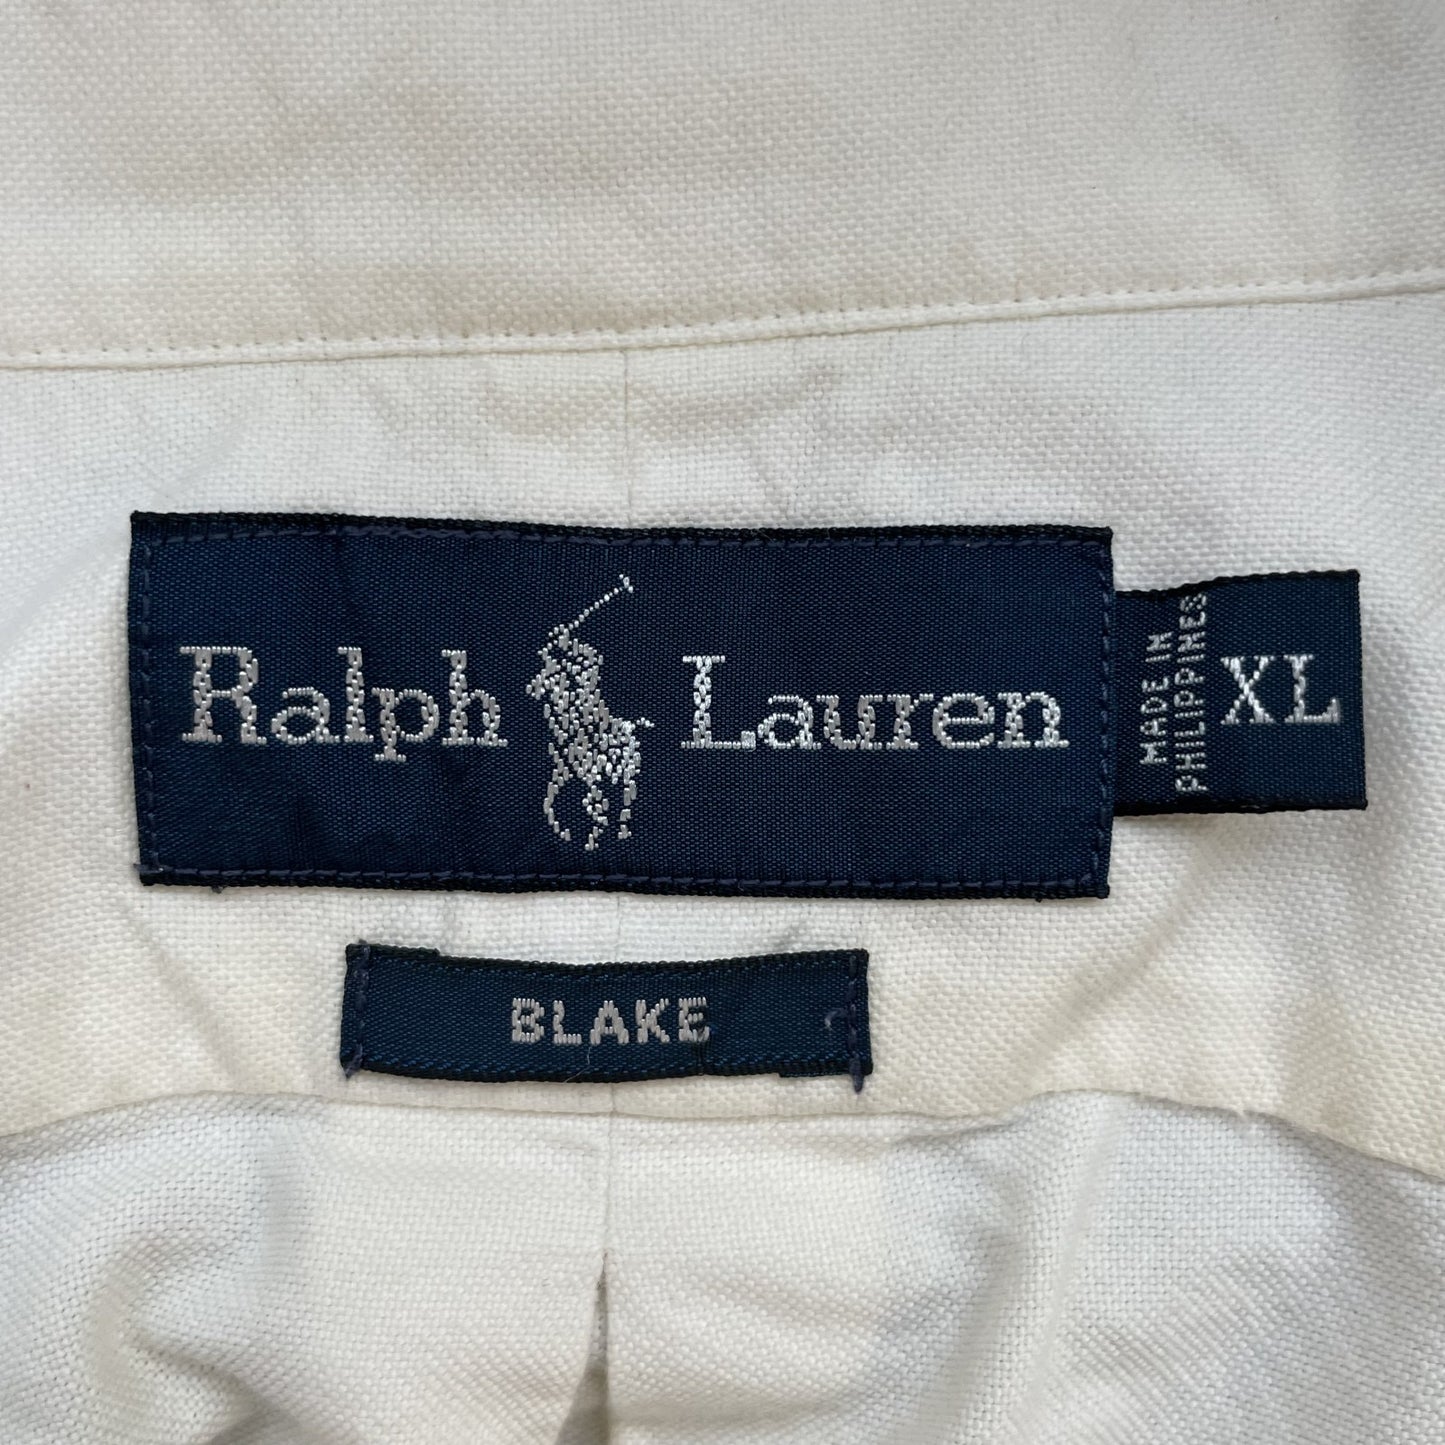 Ralph Lauren
MADE IN
PHILIPPINES
XL
BLAKE